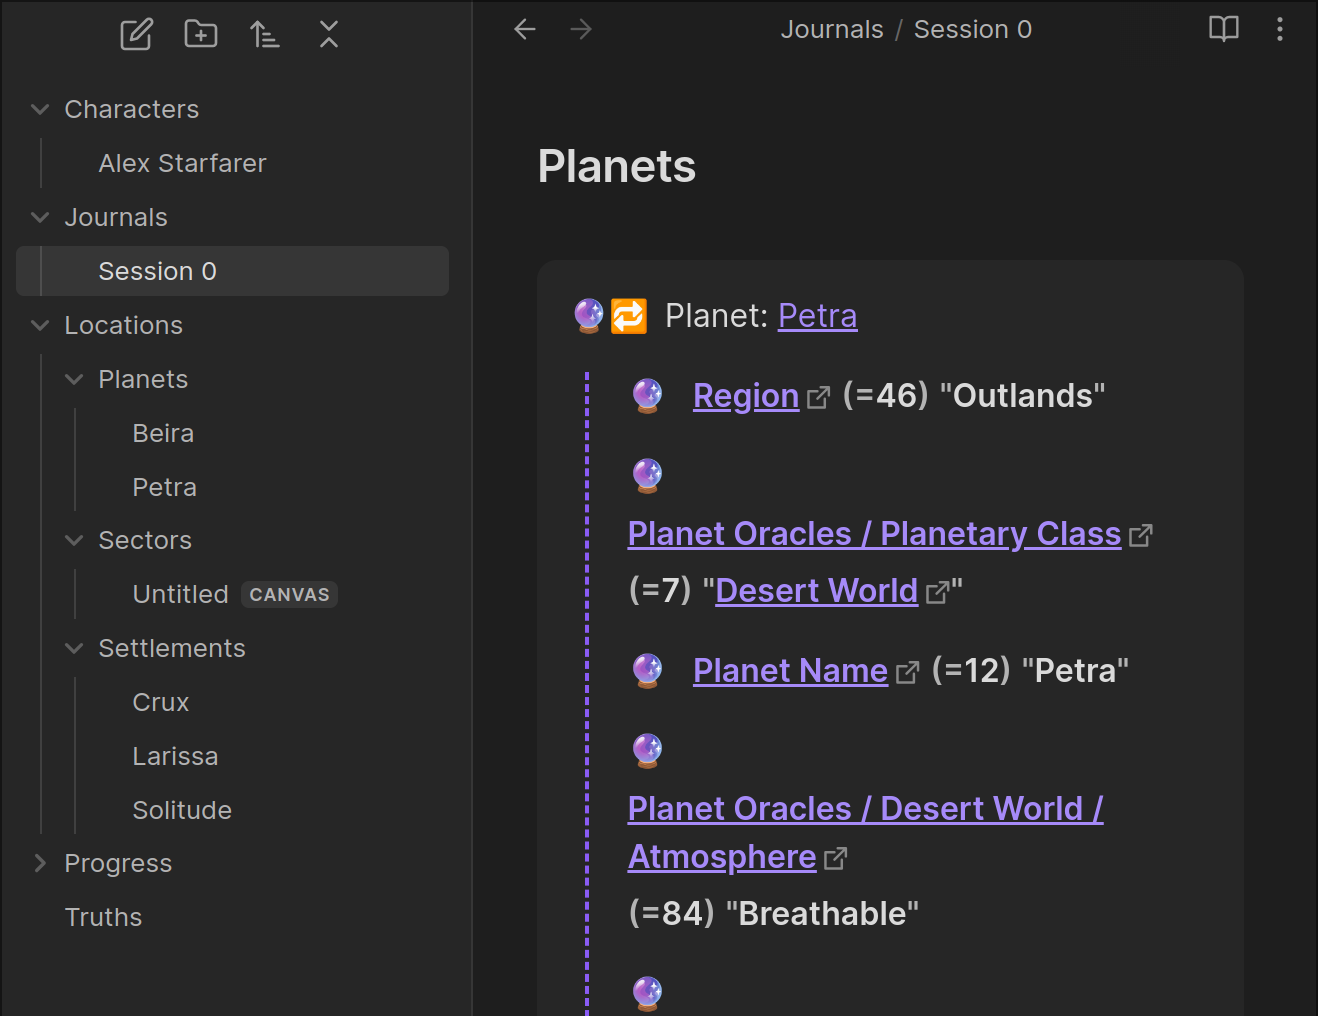 Characters
Alex Starfarer
Journals
Session 0
Locations
Planets
Beira
Petra
Sectors
Untitled CANVAS
Settlements
Crux
Larissa
Solitude
Progress
Truths
Journals / Session 0
Planets
Planet: Petra
Region (=46) "Outlands"
Planet Oracles / Planetary Class
(=7) "Desert World"
Planet Name (=12) "Petra"
Planet Oracles / Desert World /
Atmosphere
(=84) "Breathable"